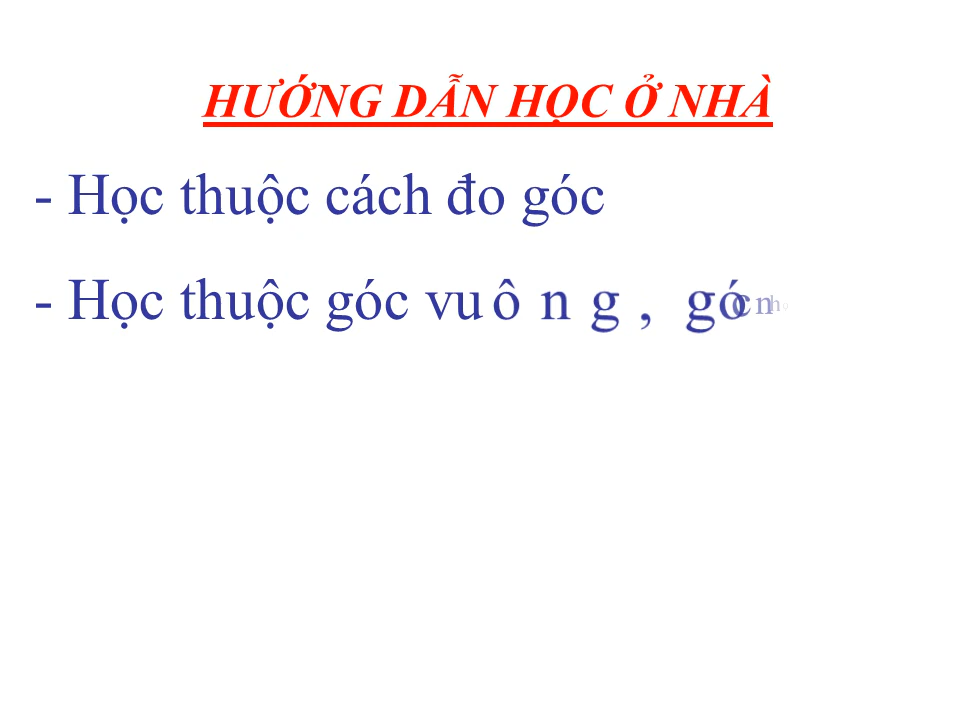 HƯỚNG DẪN HỌC Ở NHÀ
- Học thuộc cách đo góc
- Học thuộc góc vuông, góc